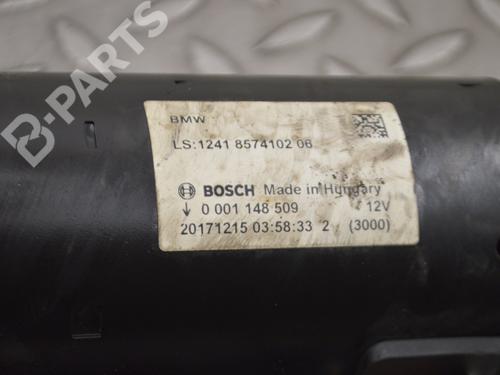 B-PARTS
BMW
LS:1241 8574102 06
BOSCH Made in Hungary
↓ 0 001 148 509 12V
20171215 03:58:33 2 (3000)